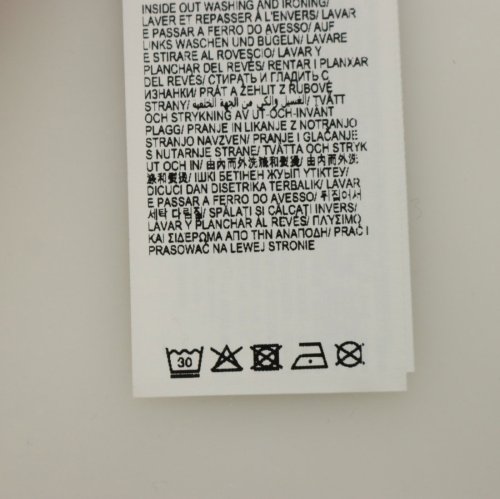 INSIDE OUT WASHING AND IRONING/
LAVER ET REPASSER À L'ENVERS/ LAVAR
E PASSAR A FERRO DO AVESSO/ AUF
LINKS WASCHEN UND BÜGELN/ LAVARE
E STIRARE AL ROVESCIO/ LAVAR Y
PLANCHAR DEL REVÉS/ RENTAR I PLANXAR
DEL REVÉS/ СТИРАТЬ И ГЛАДИТЬ С
ИЗНАНКИ/ PRÁT A ŽEHLIT Z RUBOVÉ
STRANY/ الغسيل والكي من الجهة الخلفية/ TVÄTT
OCH STRYKNING AV UT-OCH-INVÄNT
PLAGG/ PRANJE IN LIKANJE Z NOTRANJO
STRANJO NAVZVEN/ PRANJE I GLAČANJE
S NUTARNJE STRANE/ TVÄTTA OCH STRYK
UT OCH IN/ 由內而外洗滌和熨燙/ 由内而外洗
涤和熨烫/ ІШКІ БЕТІНЕН ЖУЫП ҮТІКТЕУ/
DICUCI DAN DISETRIKA TERBALIK/ LAVAR
E PASSAR A FERRO DO AVESSO/ 뒤집어서
세탁 다림질/ SPĂLAȚI ȘI CĂLCAȚI INVERS/
LAVAR Y PLANCHAR AL REVÉS/ ΠΛΥΣΙΜΟ
ΚΑΙ ΣΙΔΕΡΩΜΑ ΑΠΟ ΤΗΝ ΑΝΑΠΟΔΗ/ PRAĆ I
PRASOWAĆ NA LEWEJ STRONIE
30